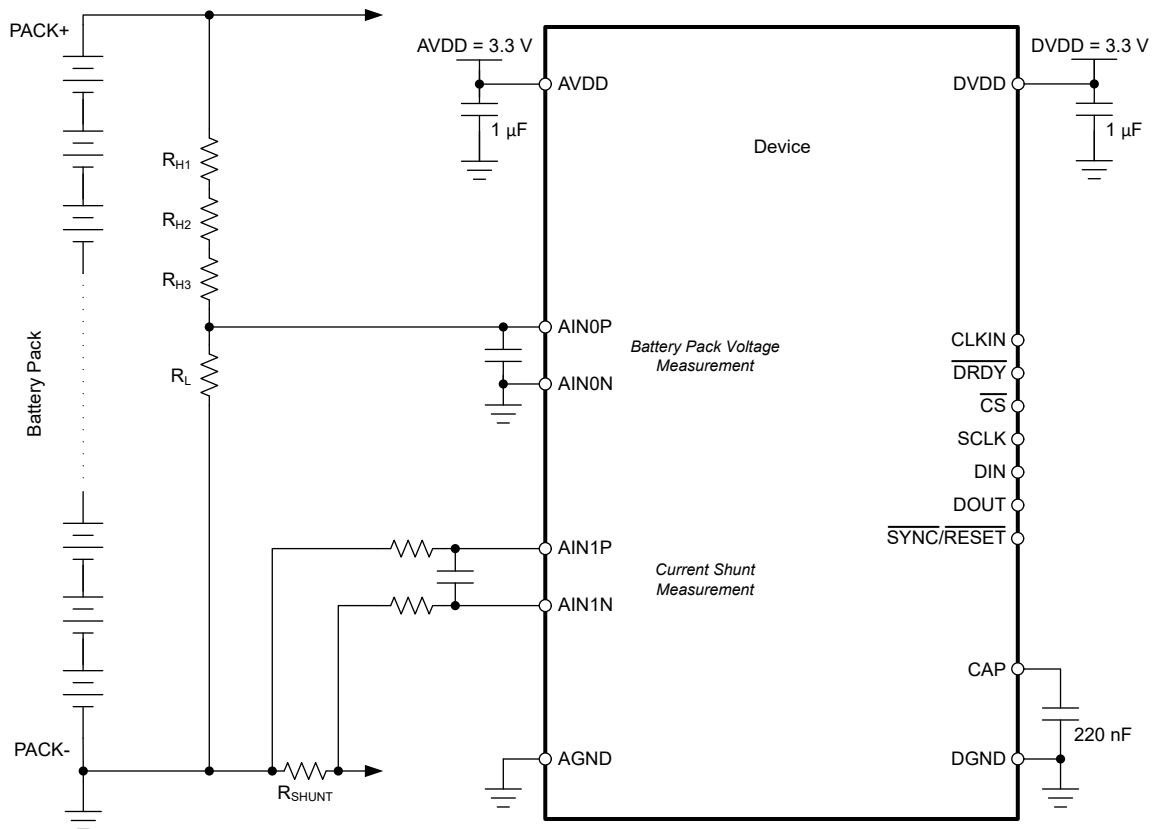 PACK+
AVDD = 3.3 V
DVDD = 3.3 V
AVDD
DVDD
1 µF
1 µF
Device
RH1
RH2
RH3
Battery Pack
AIN0P
Battery Pack Voltage
Measurement
CLKIN
DRDY
RL
AIN0N
CS
SCLK
DIN
DOUT
SYNC/RESET
AIN1P
Current Shunt
Measurement
AIN1N
CAP
220 nF
PACK-
AGND
DGND
RSHUNT